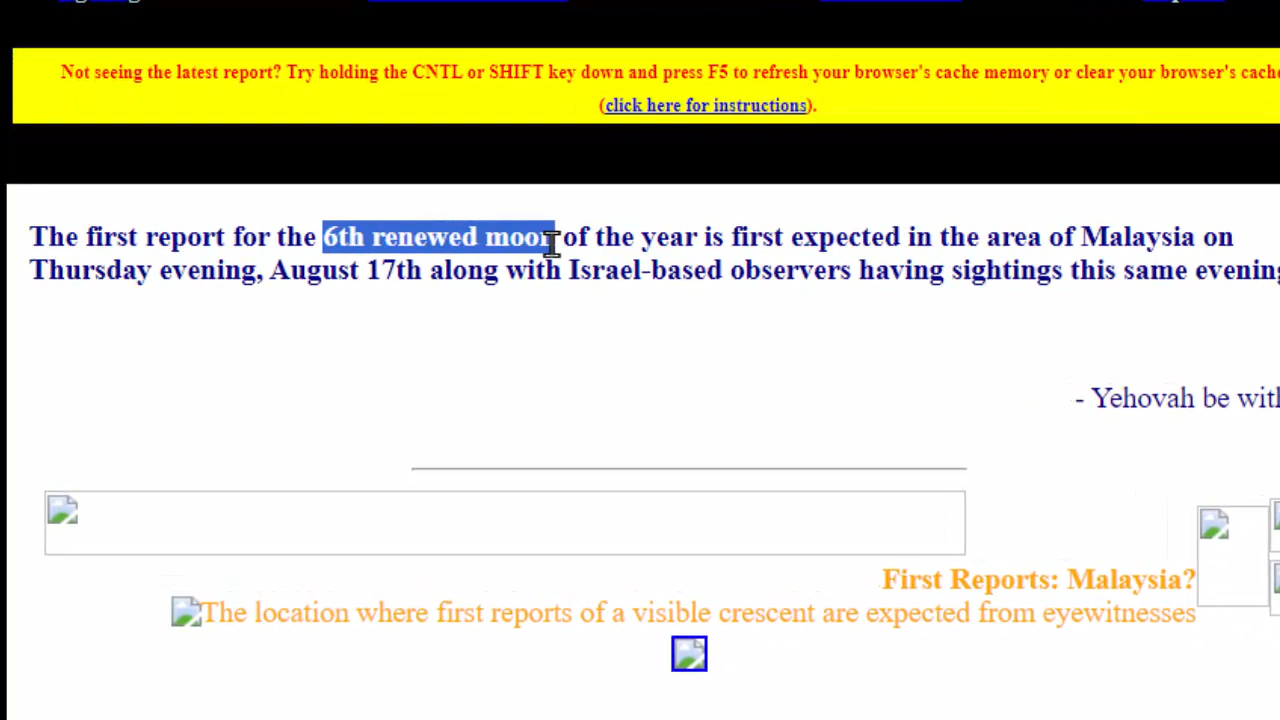 Not seeing the latest report? Try holding the CNTL or SHIFT key down and press F5 to refresh your browser's cache memory or clear your browser's cache
(click here for instructions).
The first report for the 6th renewed moon of the year is first expected in the area of Malaysia on
Thursday evening, August 17th along with Israel-based observers having sightings this same evening
- Yehovah be with
First Reports: Malaysia?
The location where first reports of a visible crescent are expected from eyewitnesses